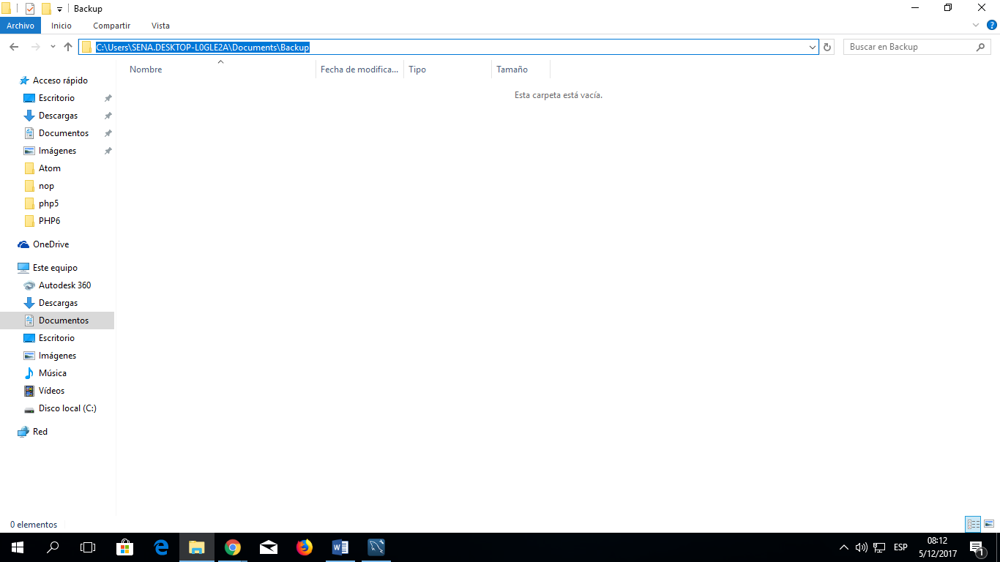 Backup
Archivo Inicio Compartir Vista
C:\Users\SENA.DESKTOP-L0GLE2A\Documents\Backup
Buscar en Backup
Nombre Fecha de modifica... Tipo Tamaño
Esta carpeta está vacía.
Acceso rápido
Escritorio
Descargas
Documentos
Imágenes
Atom
nop
php5
PHP6
OneDrive
Este equipo
Autodesk 360
Descargas
Documentos
Escritorio
Imágenes
Música
Vídeos
Disco local (C:)
Red
0 elementos
ESP
08:12
5/12/2017
1